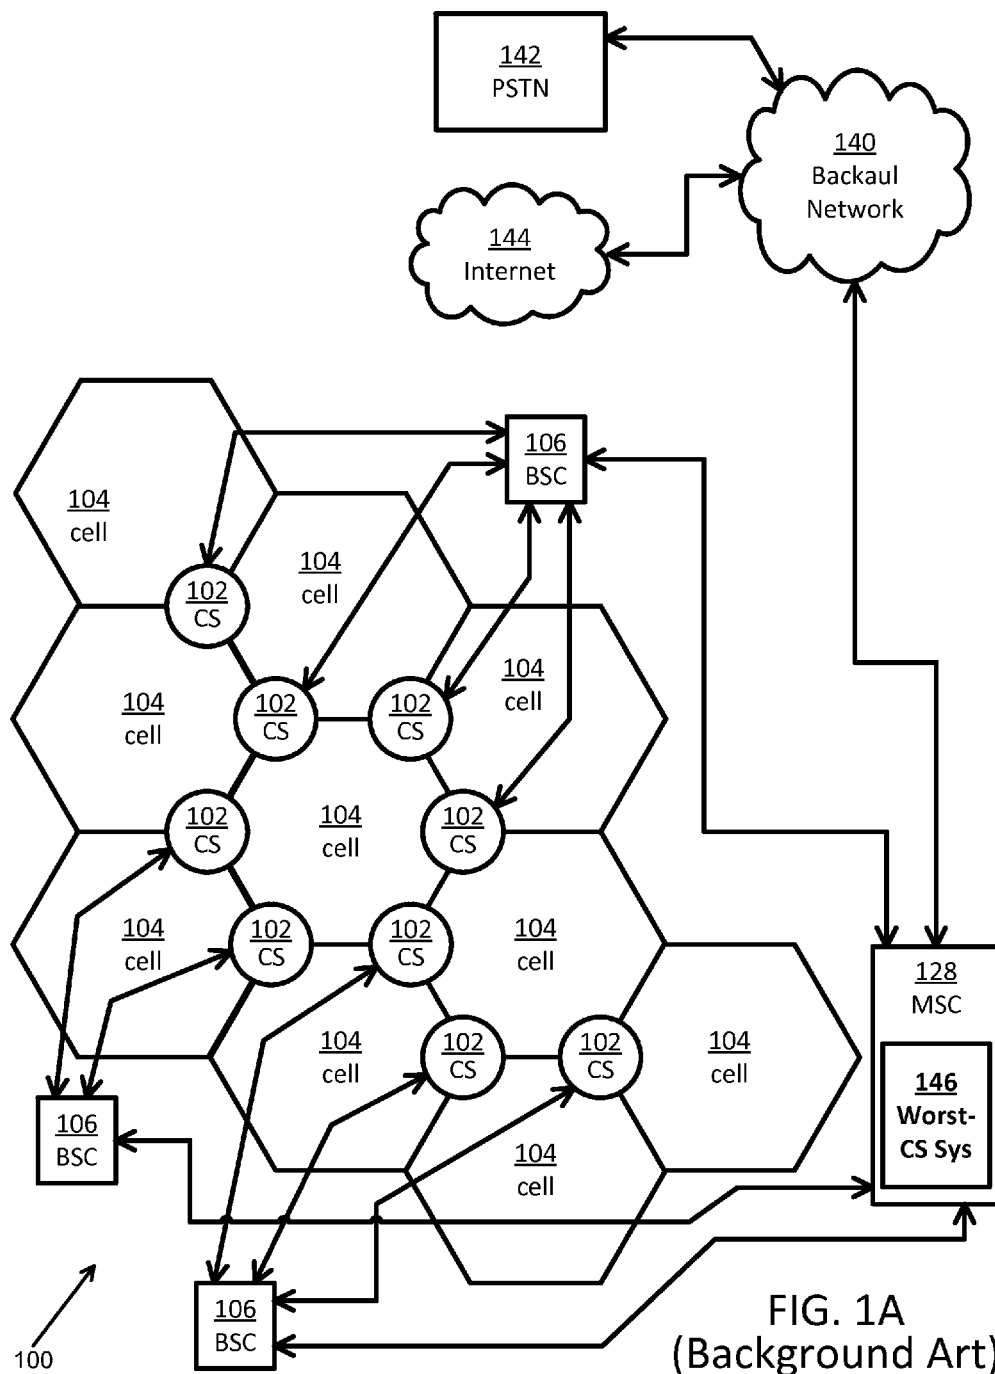 142
PSTN
140
Backaul
Network
144
Internet
106
BSC
104
cell
104
cell
102
CS
104
cell
104
cell
102
CS
102
CS
102
CS
104
cell
102
CS
104
cell
102
CS
102
CS
104
cell
128
MSC
104
cell
102
CS
102
CS
104
cell
146
Worst-
CS Sys
106
BSC
104
cell
106
BSC
100
FIG. 1A
(Background Art)